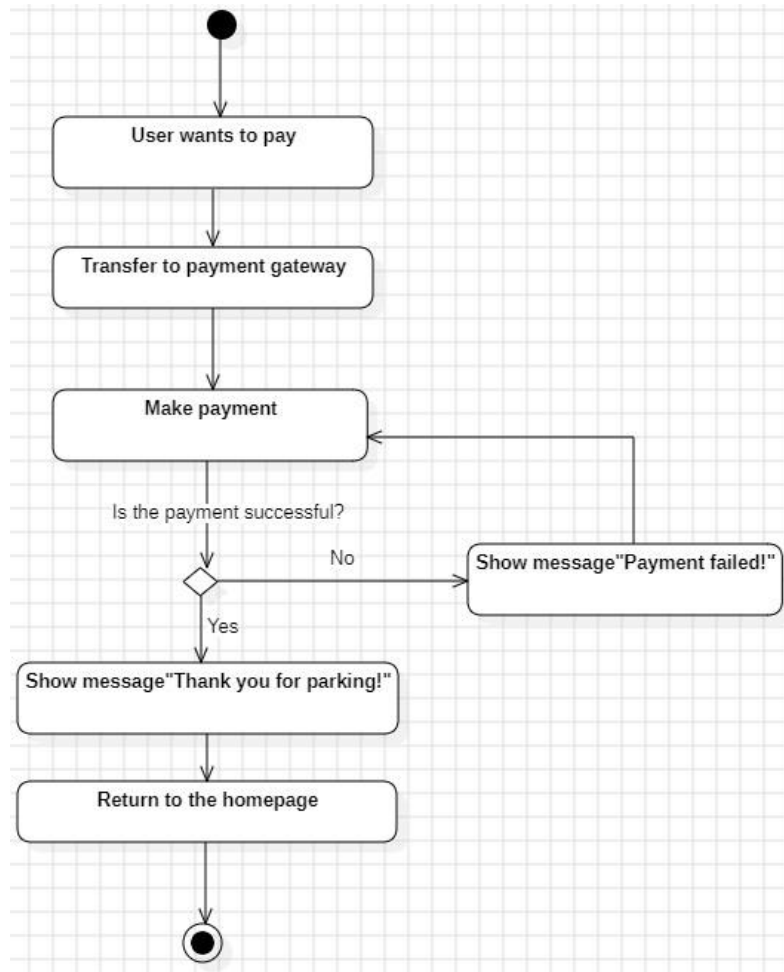 User wants to pay
Transfer to payment gateway
Make payment
Is the payment successful?
No
Show message"Payment failed!"
Yes
Show message"Thank you for parking!"
Return to the homepage